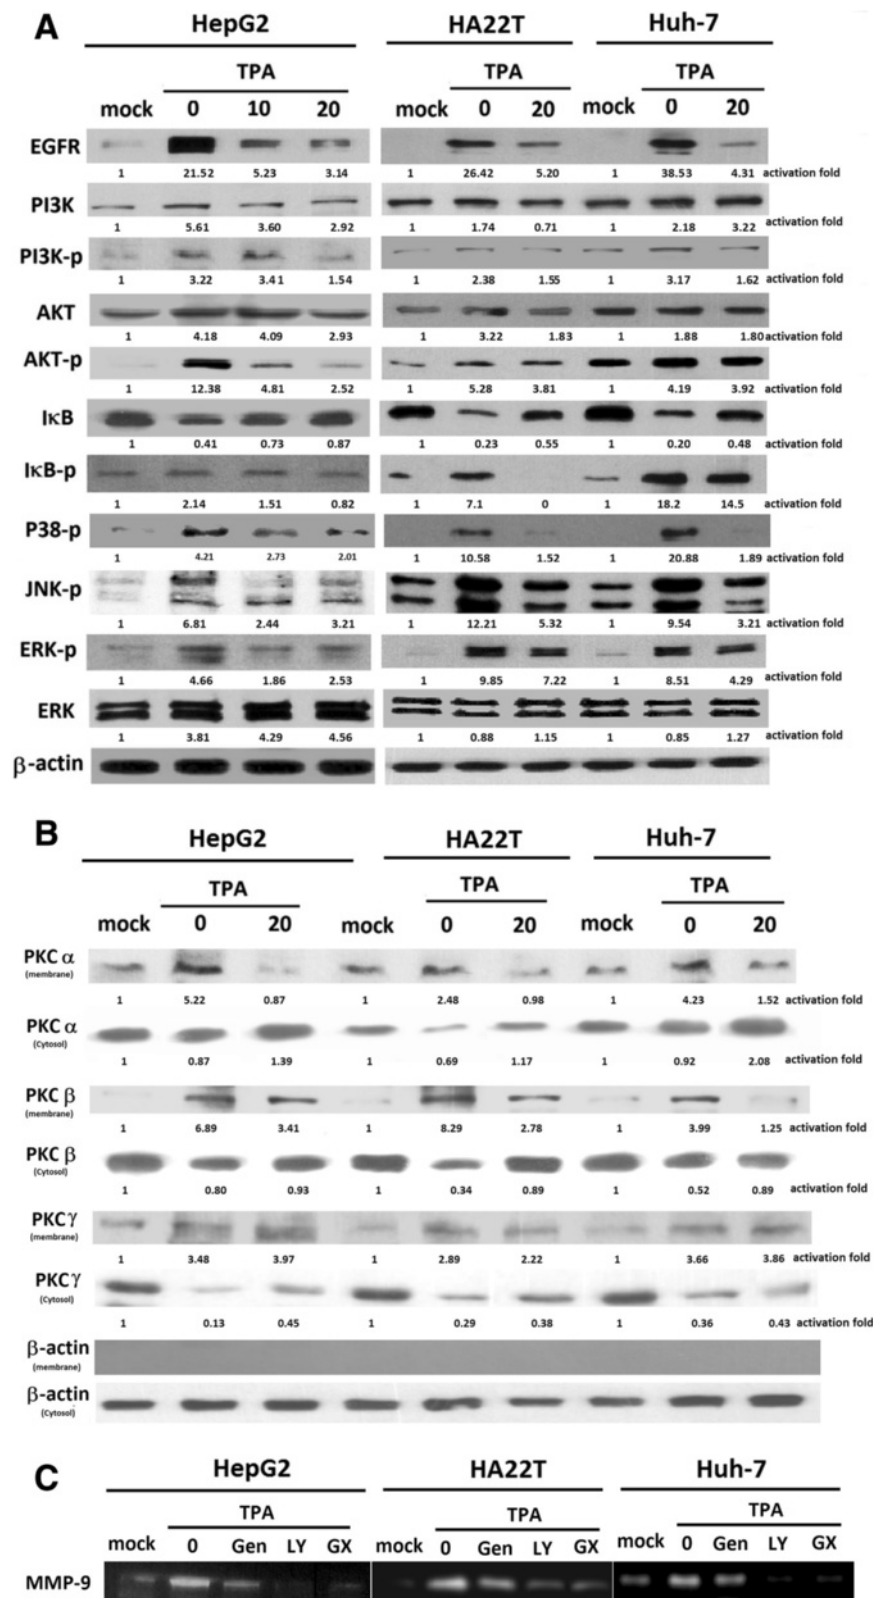 A
HepG2 HA22T Huh-7
TPA TPA TPA
mock 0 10 20 mock 0 20 mock 0 20
EGFR
1 21.52 5.23 3.14 1 26.42 5.20 1 38.53 4.31 activation fold
PI3K
1 5.61 3.60 2.92 1 1.74 0.71 1 2.18 3.22 activation fold
PI3K-p
1 3.22 3.41 1.54 1 2.38 1.55 1 3.17 1.62 activation fold
AKT
1 4.18 4.09 2.93 1 3.22 1.83 1 1.88 1.80 activation fold
AKT-p
1 12.38 4.81 2.52 1 5.28 3.81 1 4.19 3.92 activation fold
IκB
1 0.41 0.73 0.87 1 0.23 0.55 1 0.20 0.48 activation fold
IκB-p
1 2.14 1.51 0.82 1 7.1 0 1 18.2 14.5 activation fold
P38-p
1 4.21 2.73 2.01 1 10.58 1.52 1 20.88 1.89 activation fold
JNK-p
1 6.81 2.44 3.21 1 12.21 5.32 1 9.54 3.21 activation fold
ERK-p
1 4.66 1.86 2.53 1 9.85 7.22 1 8.51 4.29 activation fold
ERK
1 3.81 4.29 4.56 1 0.88 1.15 1 0.85 1.27 activation fold
β-actin
B
HepG2 HA22T Huh-7
TPA TPA TPA
mock 0 20 mock 0 20 mock 0 20
PKC α
(membrane)
1 5.22 0.87 1 2.48 0.98 1 4.23 1.52 activation fold
PKC α
(Cytosol)
1 0.87 1.39 1 0.69 1.17 1 0.92 2.08 activation fold
PKC β
(membrane)
1 6.89 3.41 1 8.29 2.78 1 3.99 1.25 activation fold
PKC β
(Cytosol)
1 0.80 0.93 1 0.34 0.89 1 0.52 0.89 activation fold
PKC γ
(membrane)
1 3.48 3.97 1 2.89 2.22 1 3.66 3.86 activation fold
PKC γ
(Cytosol)
1 0.13 0.45 1 0.29 0.38 1 0.36 0.43 activation fold
β-actin
(membrane)
β-actin
(Cytosol)
C
HepG2 HA22T Huh-7
TPA TPA TPA
mock 0 Gen LY GX mock 0 Gen LY GX mock 0 Gen LY GX
MMP-9